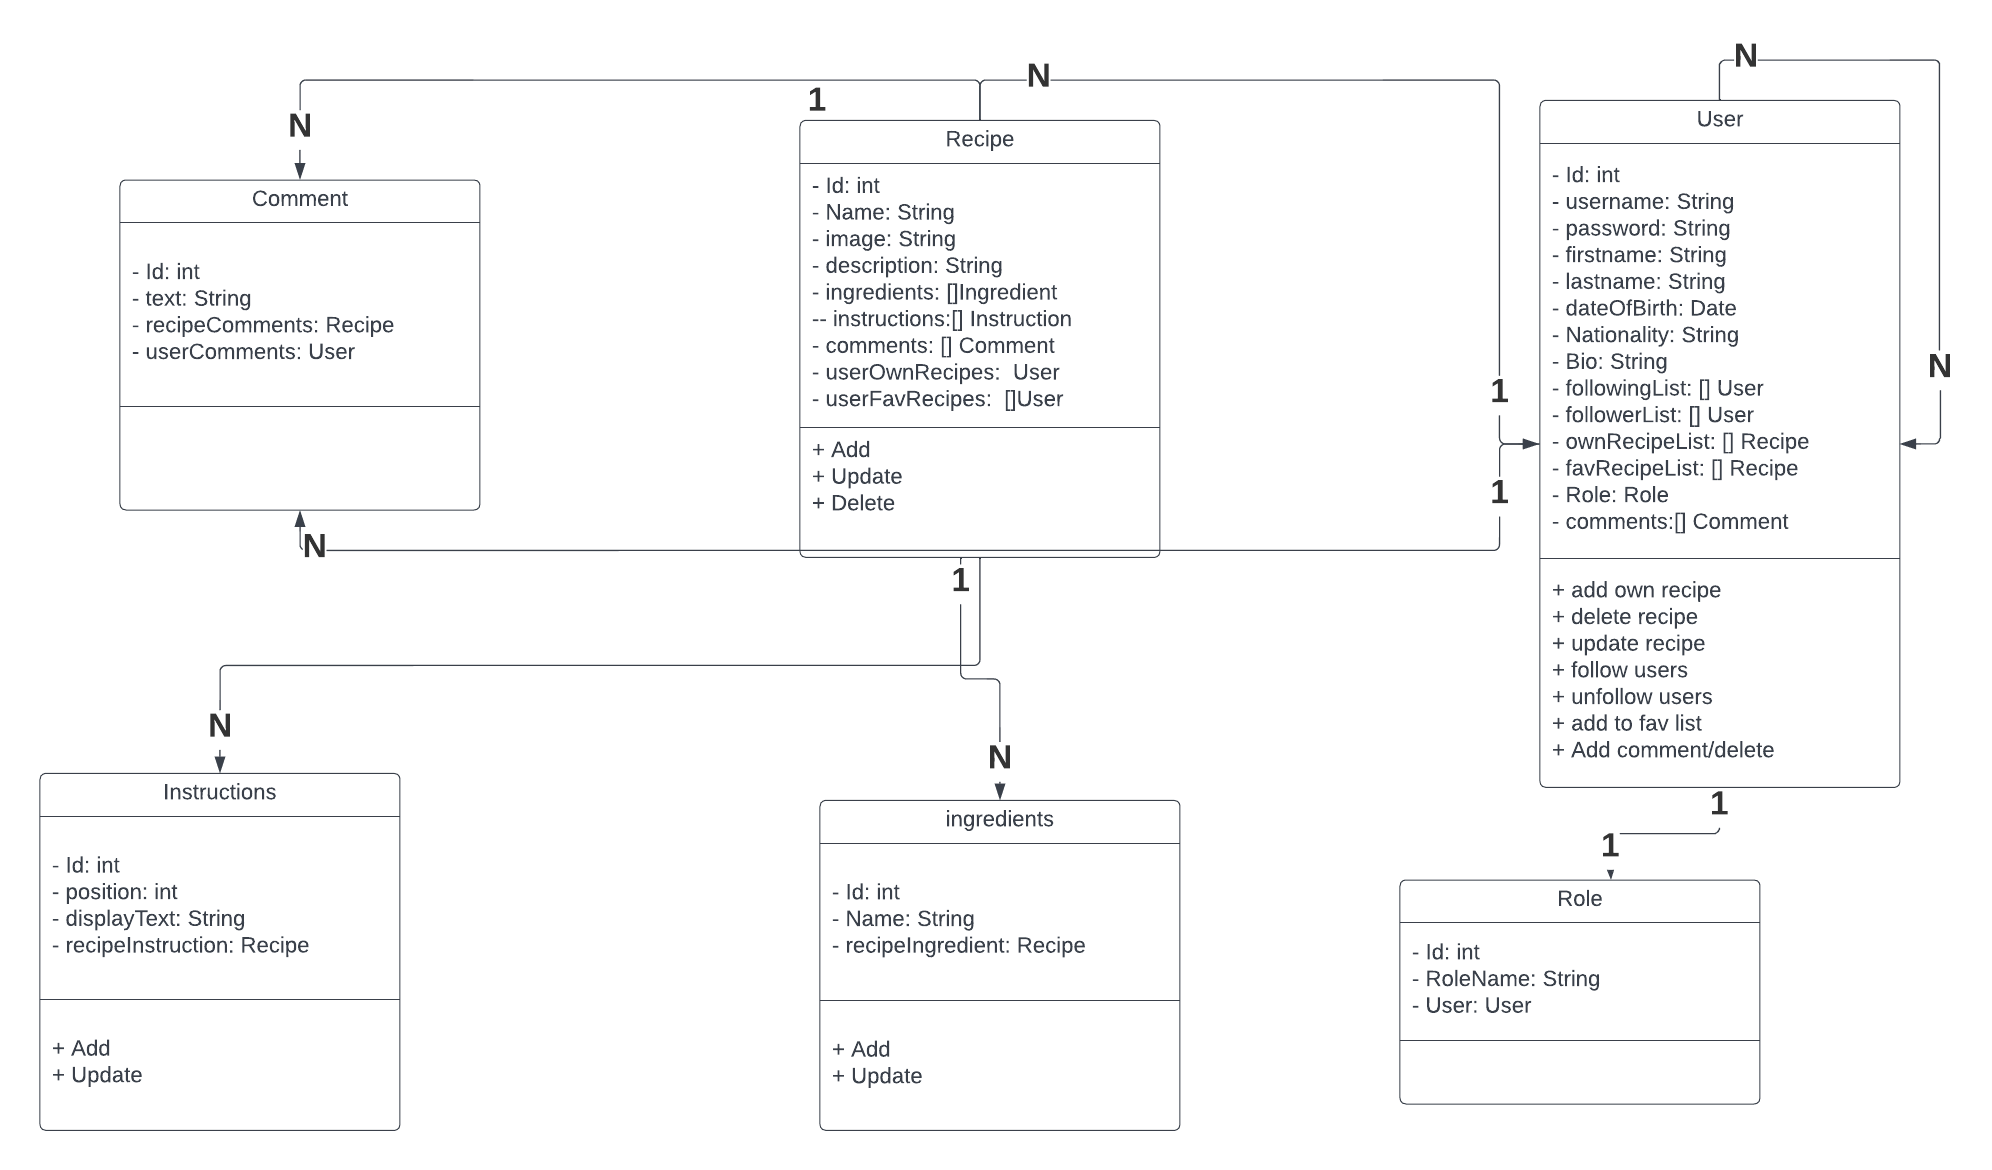 N
N
1
N
1
1
N
N
Comment
- Id: int
- text: String
- recipeComments: Recipe
- userComments: User
N
Recipe
- Id: int
- Name: String
- image: String
- description: String
- ingredients: []Ingredient
-- instructions:[] Instruction
- comments: [] Comment
- userOwnRecipes:  User
- userFavRecipes:  []User
+ Add
+ Update
+ Delete
1
User
- Id: int
- username: String
- password: String
- firstname: String
- lastname: String
- dateOfBirth: Date
- Nationality: String
- Bio: String
- followingList: [] User
- followerList: [] User
- ownRecipeList: [] Recipe
- favRecipeList: [] Recipe
- Role: Role
- comments:[] Comment
+ add own recipe
+ delete recipe
+ update recipe
+ follow users
+ unfollow users
+ add to fav list
+ Add comment/delete
1
1
N
Instructions
- Id: int
- position: int
- displayText: String
- recipeInstruction: Recipe
+ Add
+ Update
N
ingredients
- Id: int
- Name: String
- recipeIngredient: Recipe
+ Add
+ Update
Role
- Id: int
- RoleName: String
- User: User